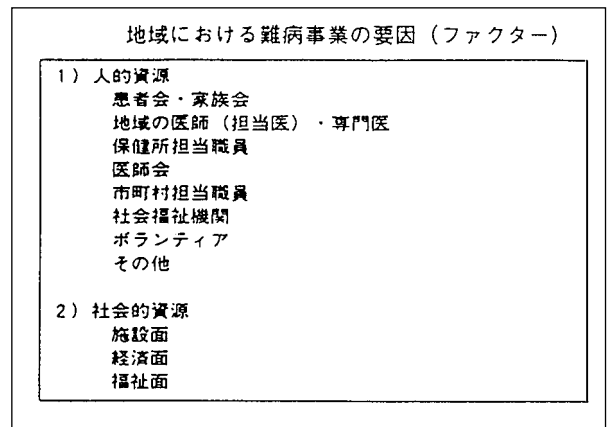 地域における難病事業の要因（ファクター）
1）人的資源
患者会・家族会
地域の医師（担当医）・専門医
保健所担当職員
医師会
市町村担当職員
社会福祉機関
ボランティア
その他
2）社会的資源
施設面
経済面
福祉面